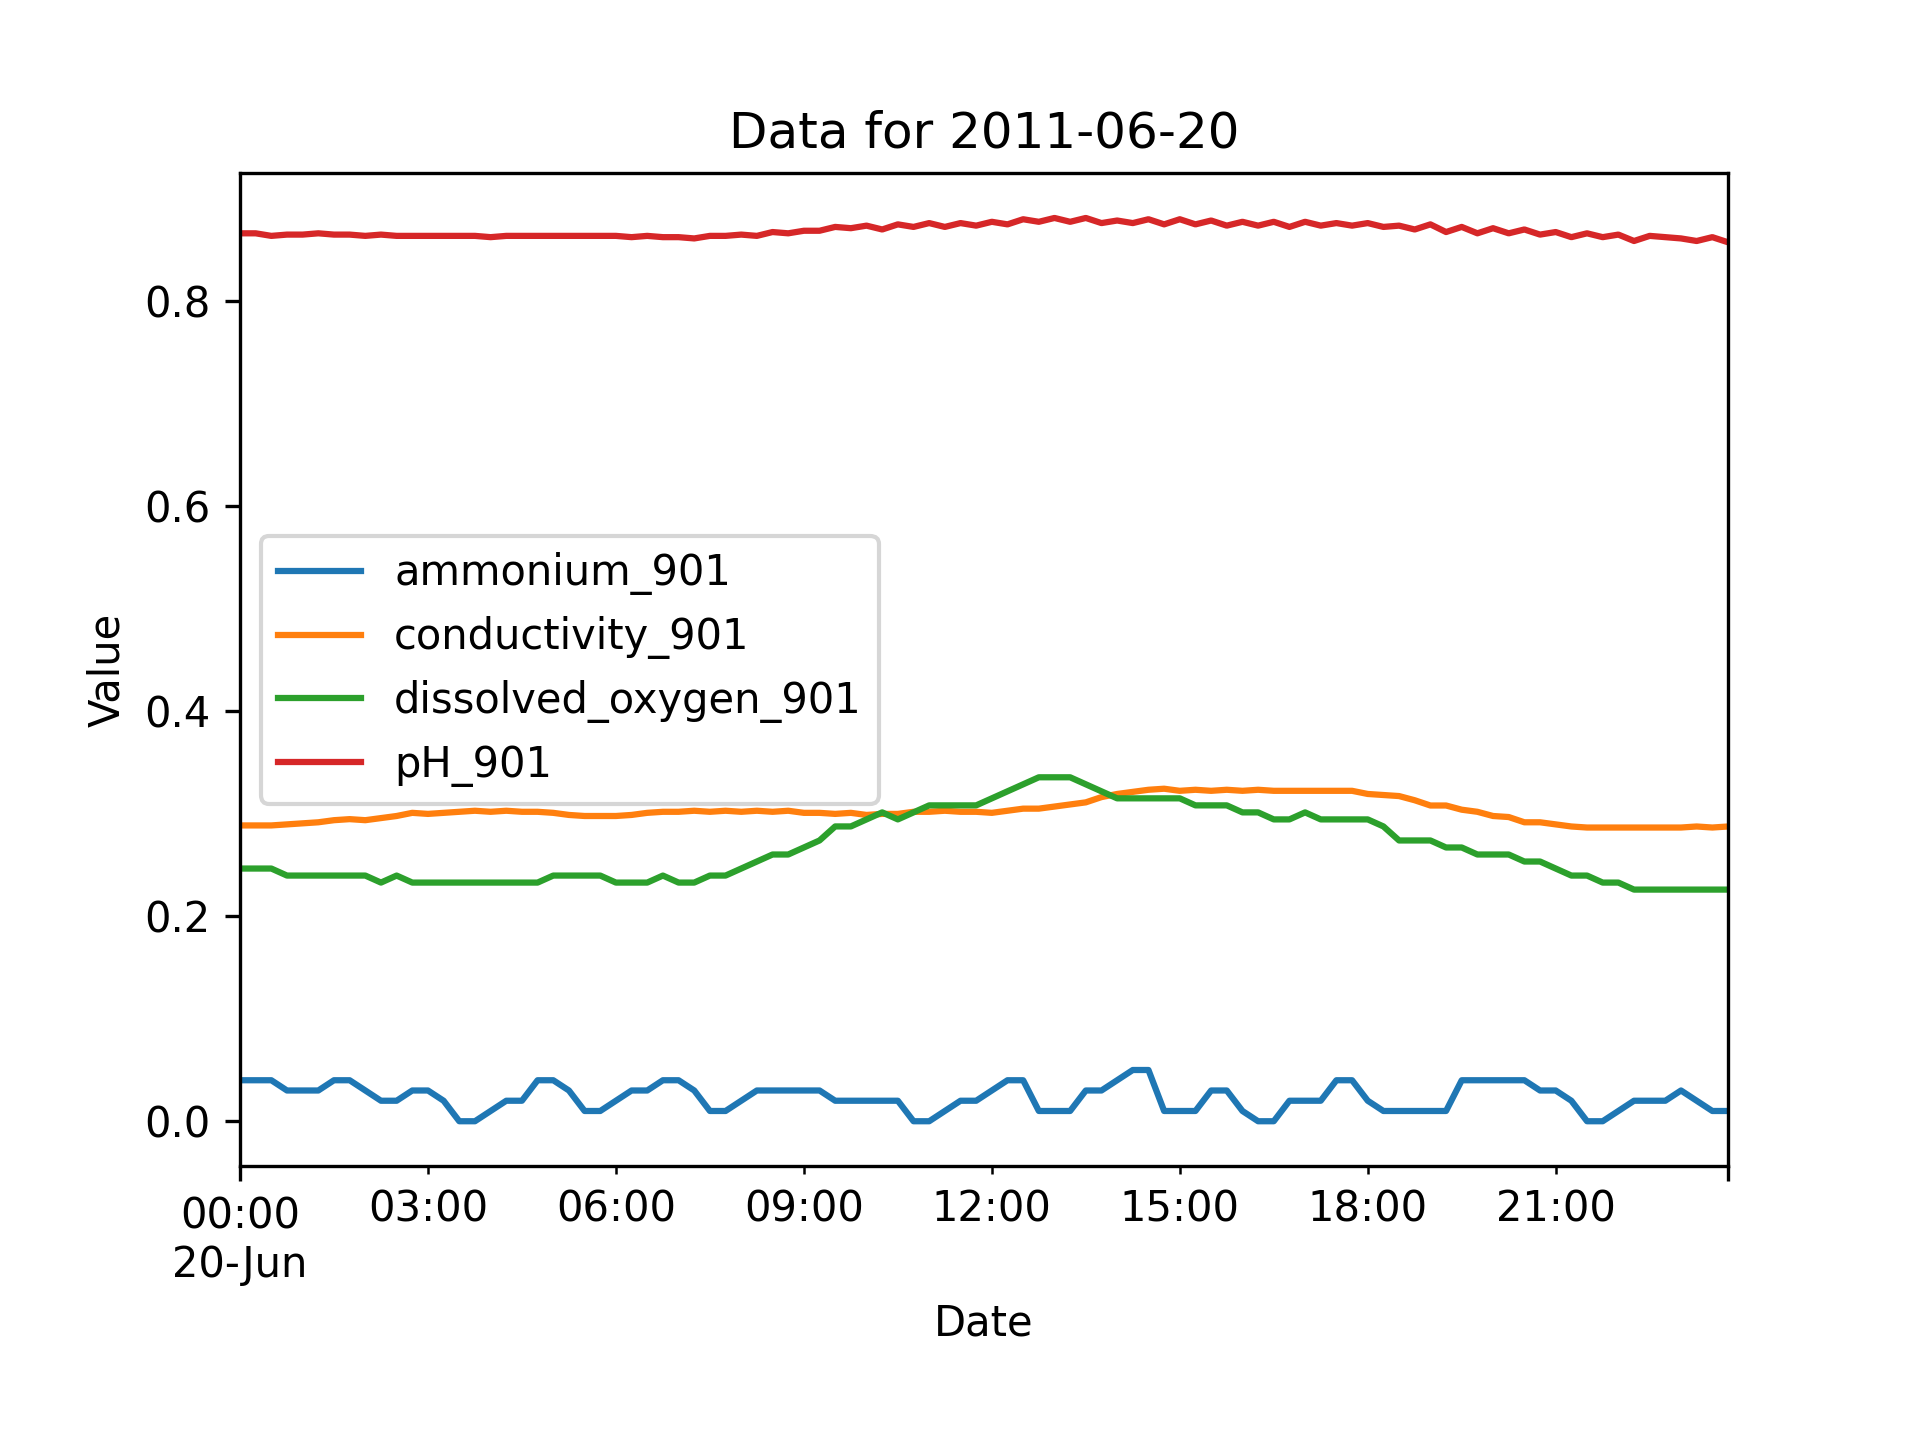 Data for 2011-06-20
0.8
0.6
0.4
0.2
0.0
Value
ammonium_901
conductivity_901
dissolved_oxygen_901
pH_901
00:00 03:00 06:00 09:00 12:00 15:00 18:00 21:00
20-Jun
Date